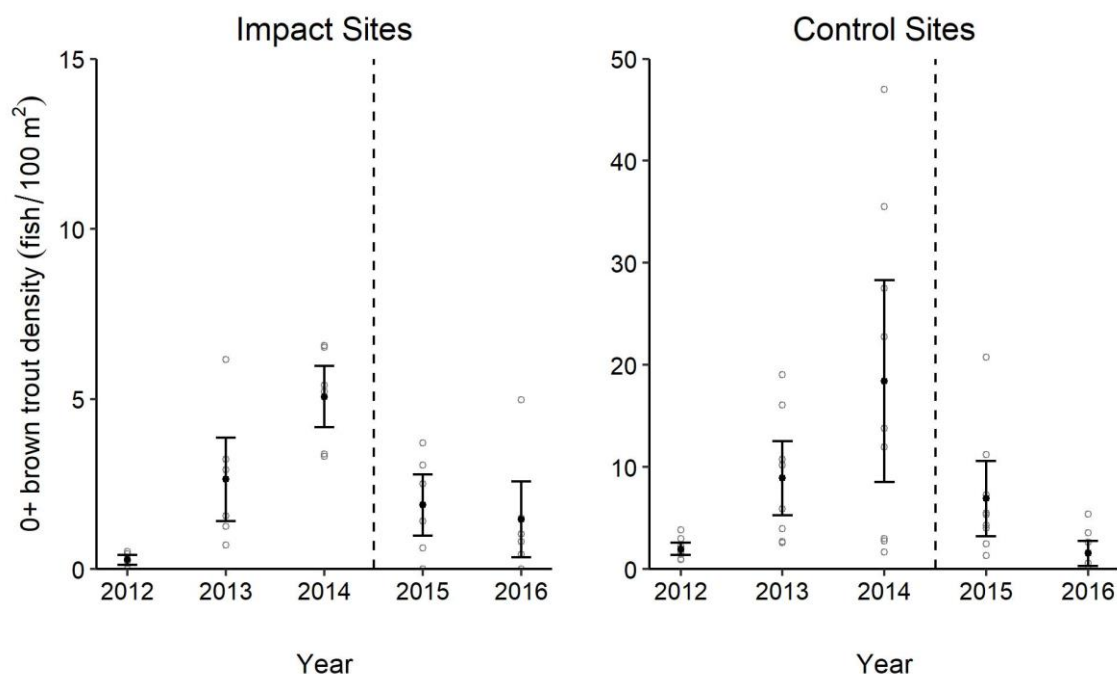 Impact Sites
Control Sites
0+ brown trout density (fish/100 m²)
15
10
5
0
2012 2013 2014 2015 2016
Year
50
40
30
20
10
0
2012 2013 2014 2015 2016
Year